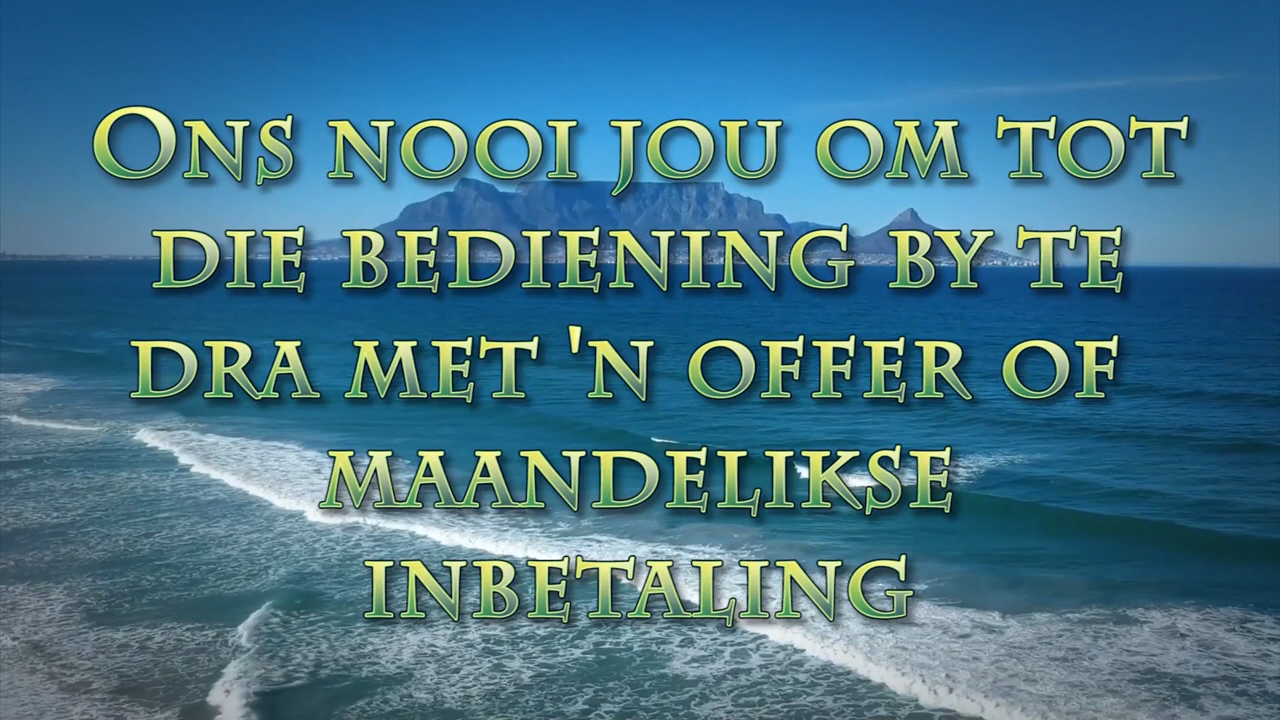 Ons nooi jou om tot
die bediening by te
dra met 'n offer of
maandelikse
inbetaling